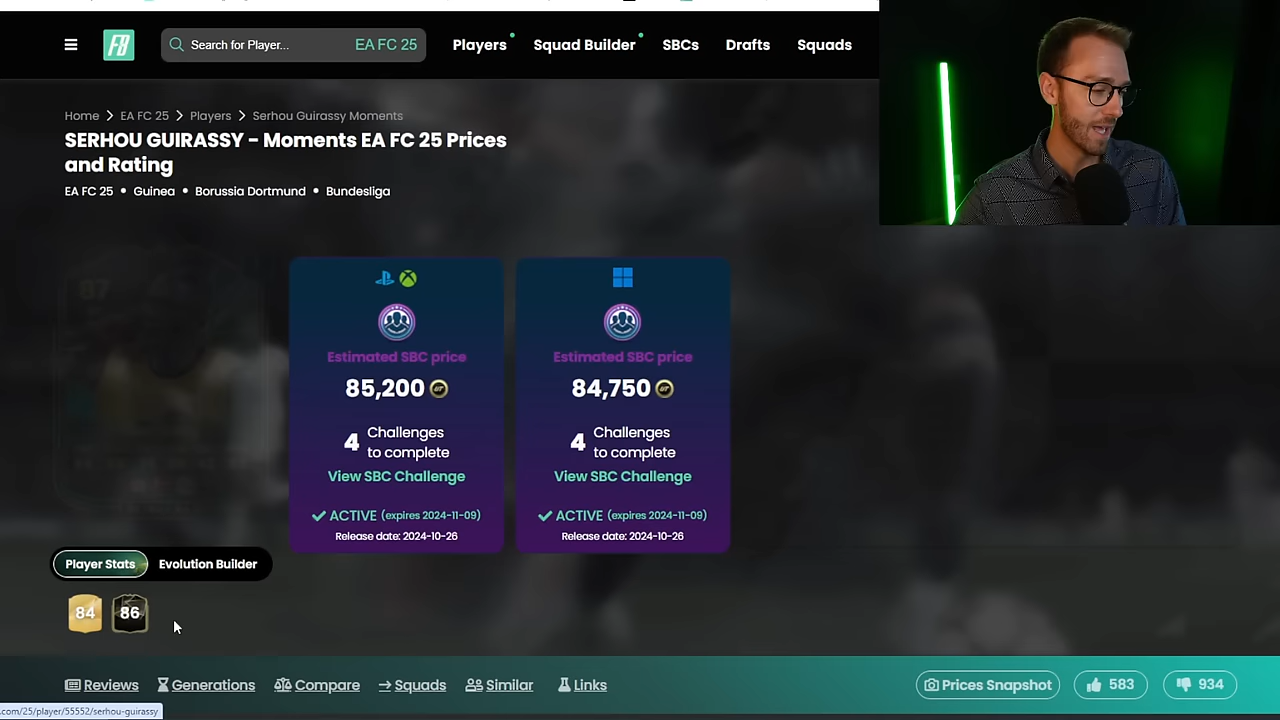 FB
Search for Player... EA FC 25
Players Squad Builder SBCs Drafts Squads
Home EA FC 25 Players Serhou Guirassy Moments
SERHOU GUIRASSY - Moments EA FC 25 Prices
and Rating
EA FC 25 • Guinea • Borussia Dortmund • Bundesliga
87
Estimated SBC price
85,200
4 Challenges
to complete
View SBC Challenge
ACTIVE (expires 2024-11-09)
Release date: 2024-10-26
Estimated SBC price
84,750
4 Challenges
to complete
View SBC Challenge
ACTIVE (expires 2024-11-09)
Release date: 2024-10-26
Player Stats Evolution Builder
84 86
Reviews Generations Compare Squads Similar Links Prices Snapshot 583 934
.com/25/player/55552/serhou-guirassy